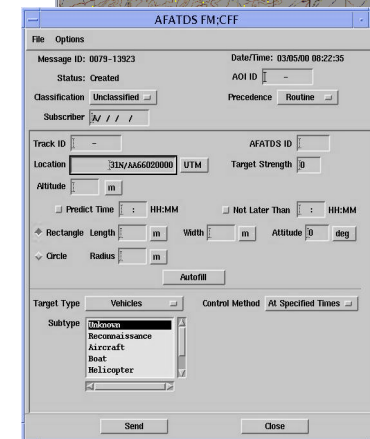 AFATDS FM;CFF
File Options
Message ID: 0079-13923 Date/Time: 03/05/00 08:22:35
Status: Created AOI ID -
Classification Unclassified Precedence Routine
Subscriber A/ / / /
Track ID - AFATDS ID
Location 31N/AA66020000 UTM Target Strength 0
Altitude m
Predict Time : HH:MM Not Later Than : HH:MM
Rectangle Length m Width m Attitude 0 deg
Circle Radius m
Autofill
Target Type Vehicles Control Method At Specified Times
Subtype Unknown
Reconnaissance
Aircraft
Boat
Helicopter
Send Close